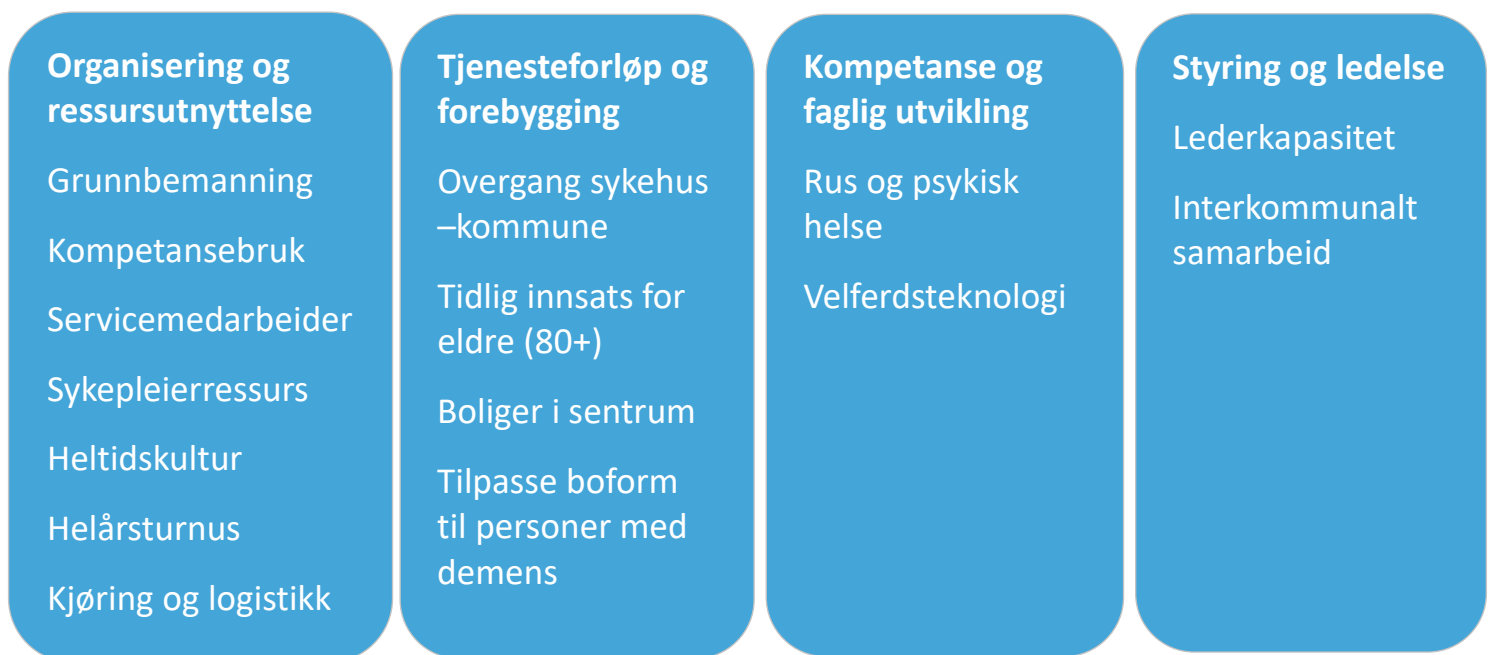 Organisering og
ressursutnyttelse
Grunnbemanning
Kompetansebruk
Servicemedarbeider
Sykepleierressurs
Heltidskultur
Helårsturnus
Kjøring og logistikk
Tjenesteforløp og
forebygging
Overgang sykehus
–kommune
Tidlig innsats for
eldre (80+)
Boliger i sentrum
Tilpasse boform
til personer med
demens
Kompetanse og
faglig utvikling
Rus og psykisk
helse
Velferdsteknologi
Styring og ledelse
Lederkapasitet
Interkommunalt
samarbeid